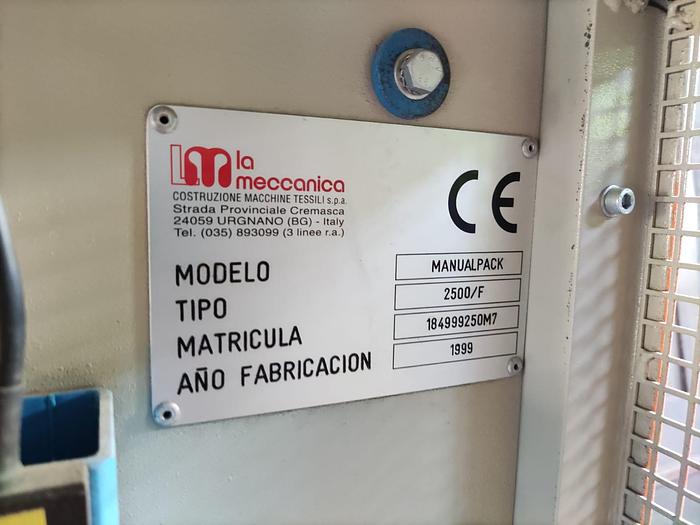 Lm la
meccanica
COSTRUZIONE MACCHINE TESSILI s.p.a.
Strada Provinciale Cremasca
24059 URGNANO (BG) - Italy
Tel. (035) 893099 (3 linee r.a.)
CE
MODELO MANUALPACK
TIPO 2500/F
MATRICULA 184999250M7
AÑO FABRICACION 1999